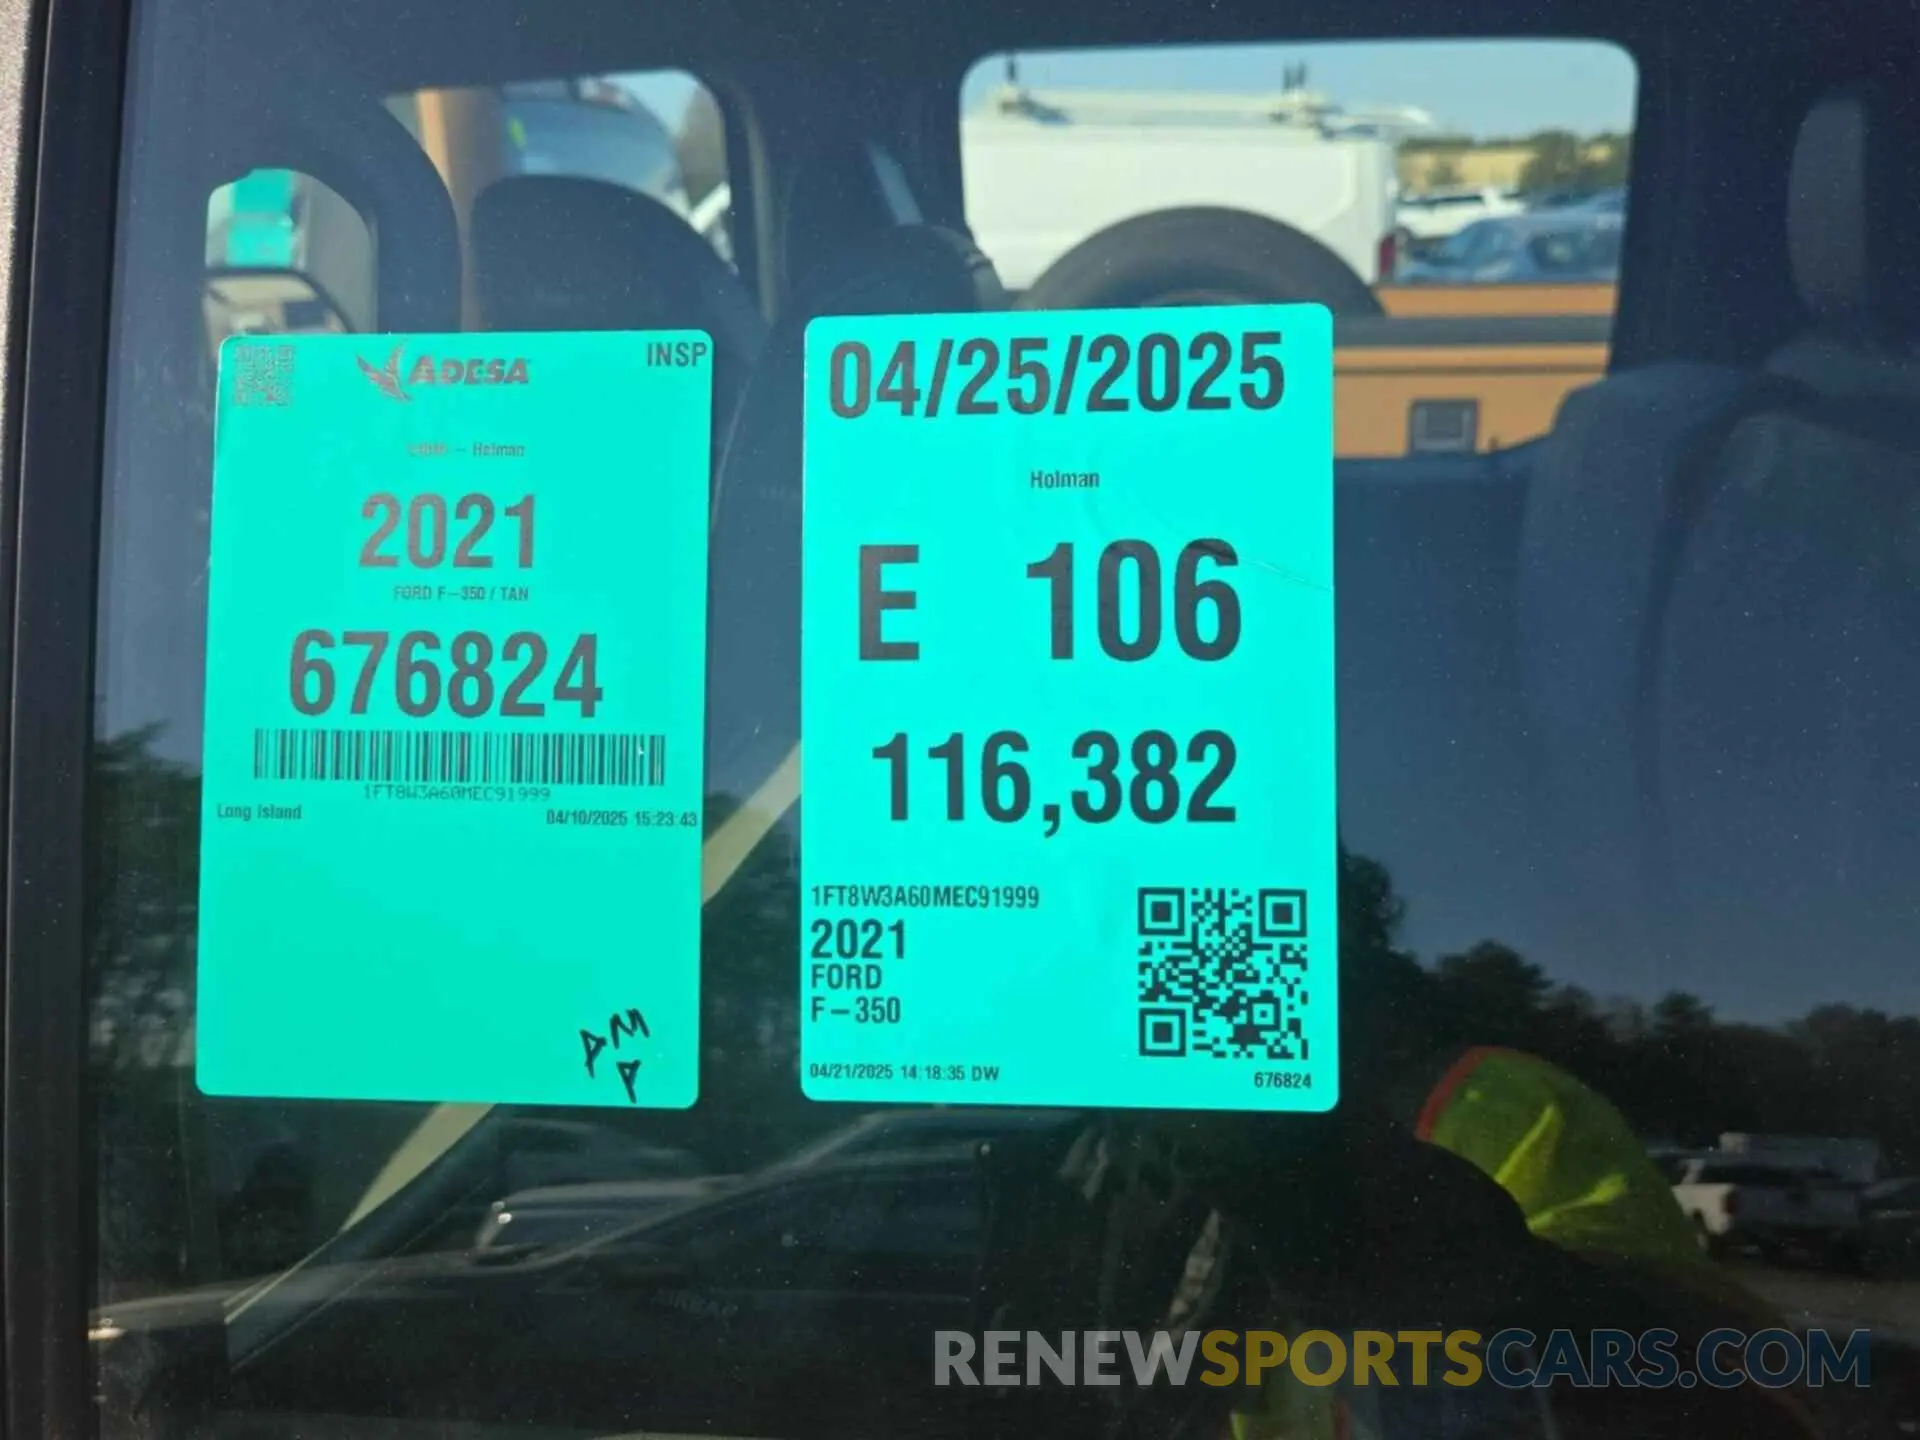 ADESA
INSP
– Holman
2021
FORD F–350 / TAN
676824
1FT8W3A60MEC91999
Long Island
04/10/2025 15:23:43
04/25/2025
Holman
E 106
116,382
1FT8W3A60MEC91999
2021
FORD
F–350
04/21/2025 14:18:35 DW
676824
RENEWSPORTSCARS.COM